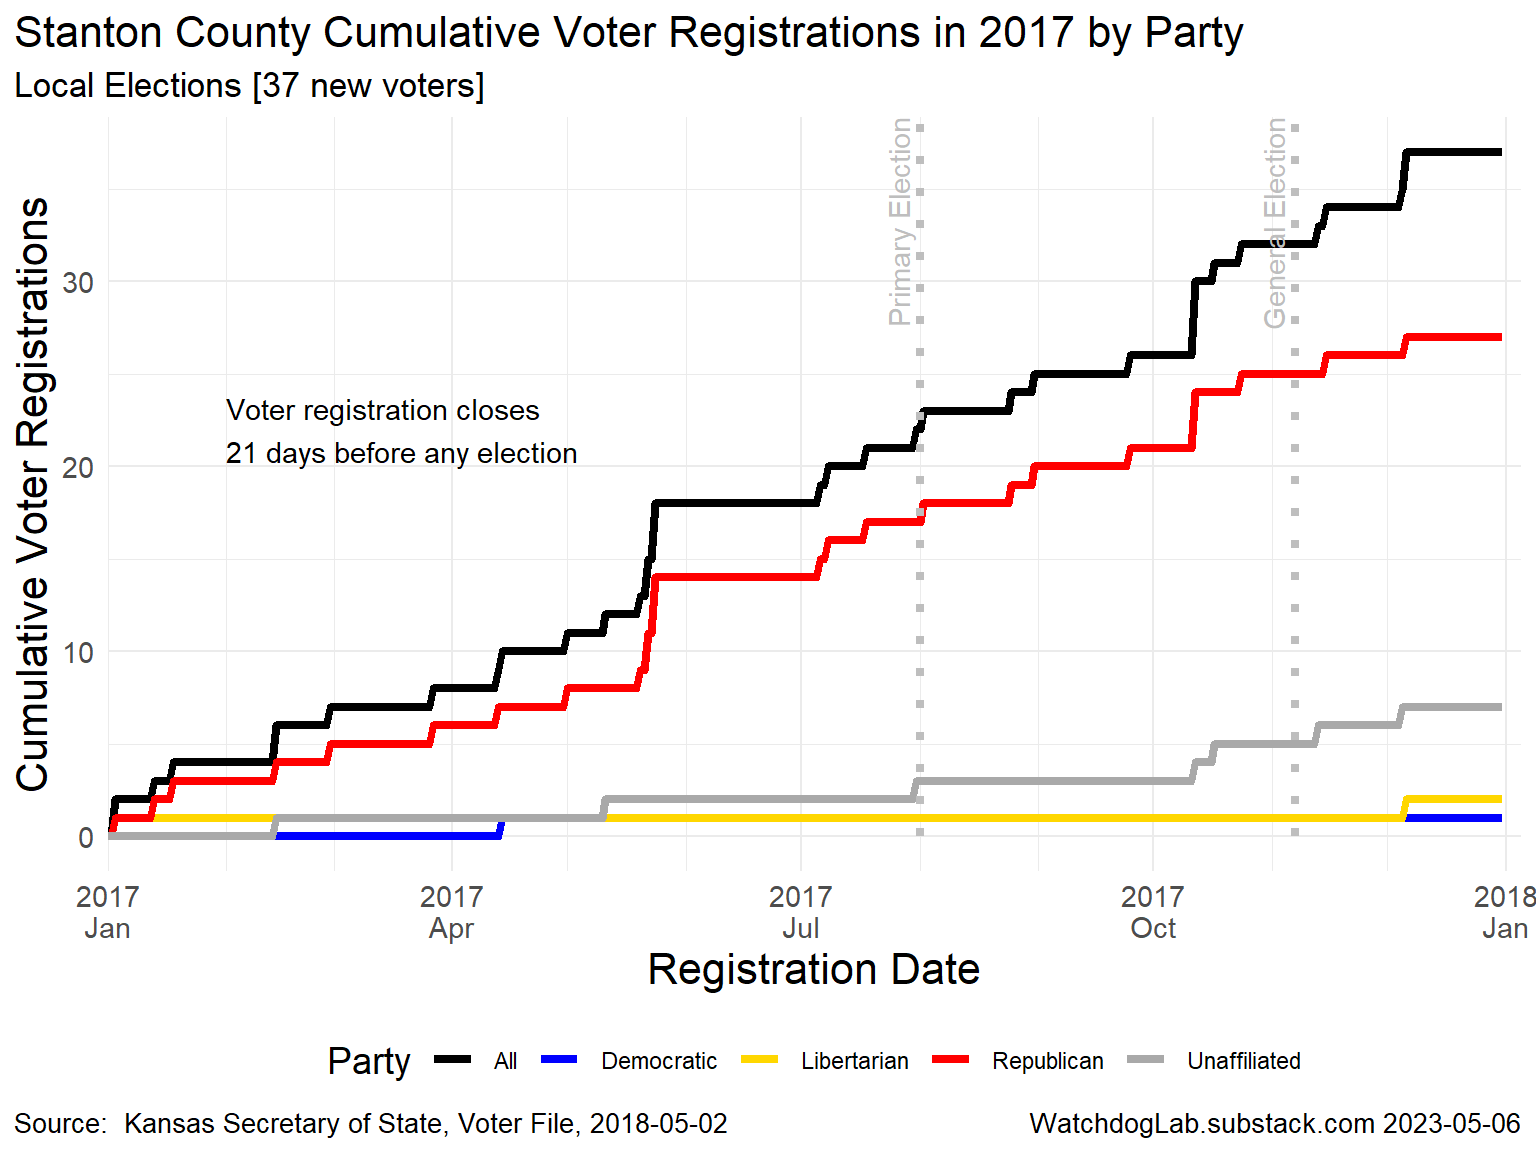 Stanton County Cumulative Voter Registrations in 2017 by Party
Local Elections [37 new voters]
Cumulative Voter Registrations
30
20
10
0
Primary Election
General Election
Voter registration closes
21 days before any election
2017 2017 2017 2017 2018
Jan Apr Jul Oct Jan
Registration Date
Party All Democratic Libertarian Republican Unaffiliated
Source:  Kansas Secretary of State, Voter File, 2018-05-02
WatchdogLab.substack.com 2023-05-06